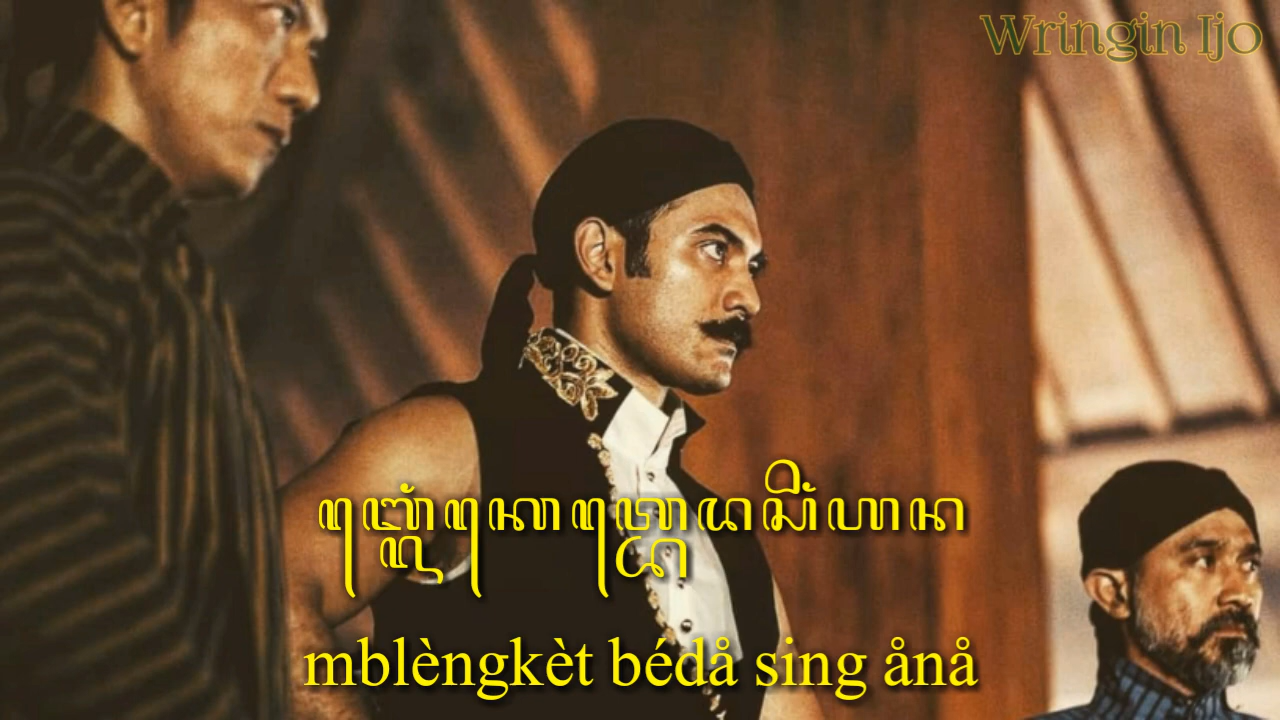 Wringin Ijo
ꦧ꧀ꦭꦺꦁꦏꦺꦠ꧀ꦧꦺꦢꦱꦶꦁꦲꦤ
mblèngkèt bédå sing ånå